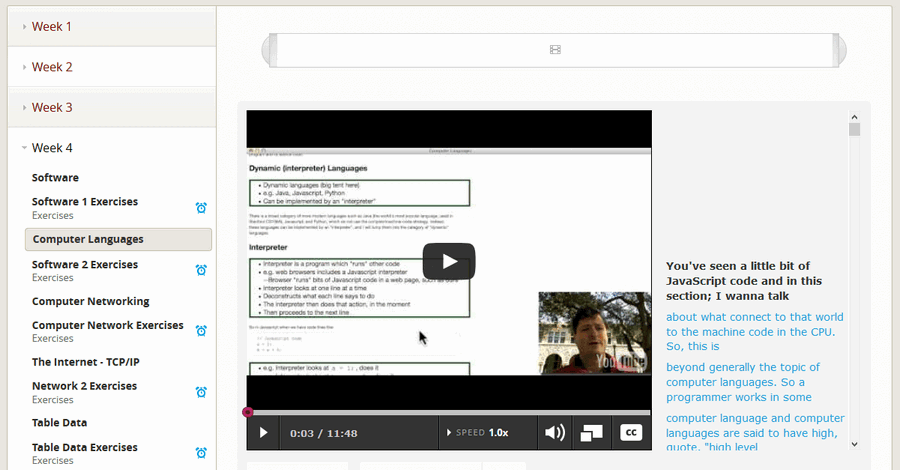 Week 1
Week 2
Week 3
Week 4
Software
Software 1 Exercises
Exercises
Computer Languages
Software 2 Exercises
Exercises
Computer Networking
Computer Network Exercises
Exercises
The Internet - TCP/IP
Network 2 Exercises
Exercises
Table Data
Table Data Exercises
Exercises
Computer Languages
Dynamic (interpreter) Languages
• Dynamic languages (big tent here)
• e.g. Java, Javascript, Python
• Can be implemented by an "interpreter"
Interpreter
• Interpreter is a program which "runs" other code
• e.g. web browsers includes a Javascript interpreter
--Browser "runs" bits of Javascript code in a web page, such as
• Interpreter looks at one line at a time
• Deconstructs what each line says to do
• The interpreter then does that action, in the moment
• Then proceeds to the next line
• e.g. Interpreter looks at a = 1;, does it
YouTube
0:03 / 11:48
SPEED 1.0x
CC
You've seen a little bit of
JavaScript code and in this
section; I wanna talk
about what connect to that world
to the machine code in the CPU.
So, this is
beyond generally the topic of
computer languages. So a
programmer works in some
computer language and computer
languages are said to have high,
quote, "high level